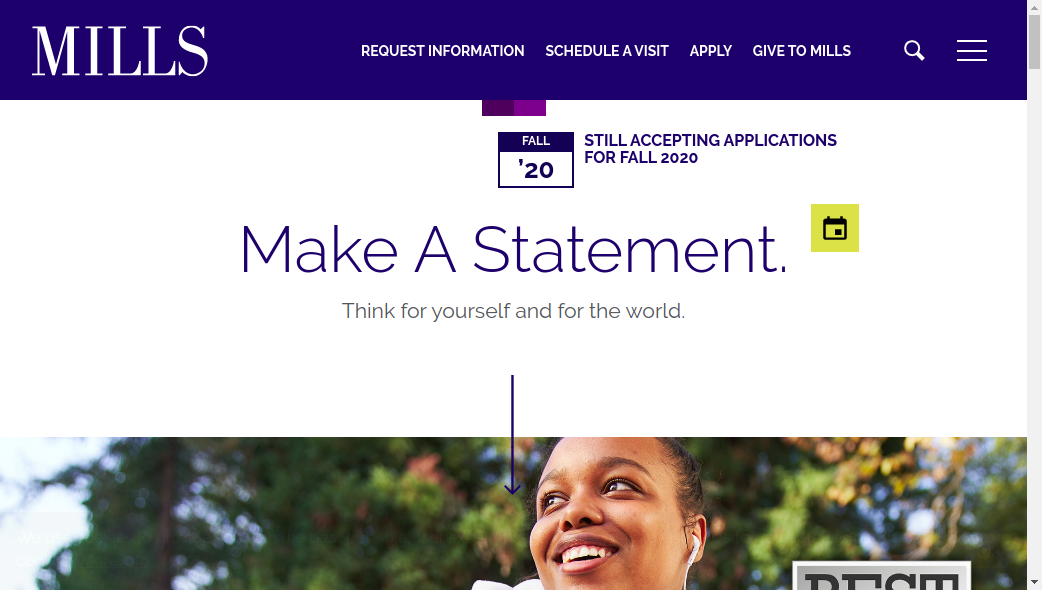 MILLS
REQUEST INFORMATION SCHEDULE A VISIT APPLY GIVE TO MILLS
FALL
'20
STILL ACCEPTING APPLICATIONS
FOR FALL 2020
Make A Statement.
Think for yourself and for the world.
BEST